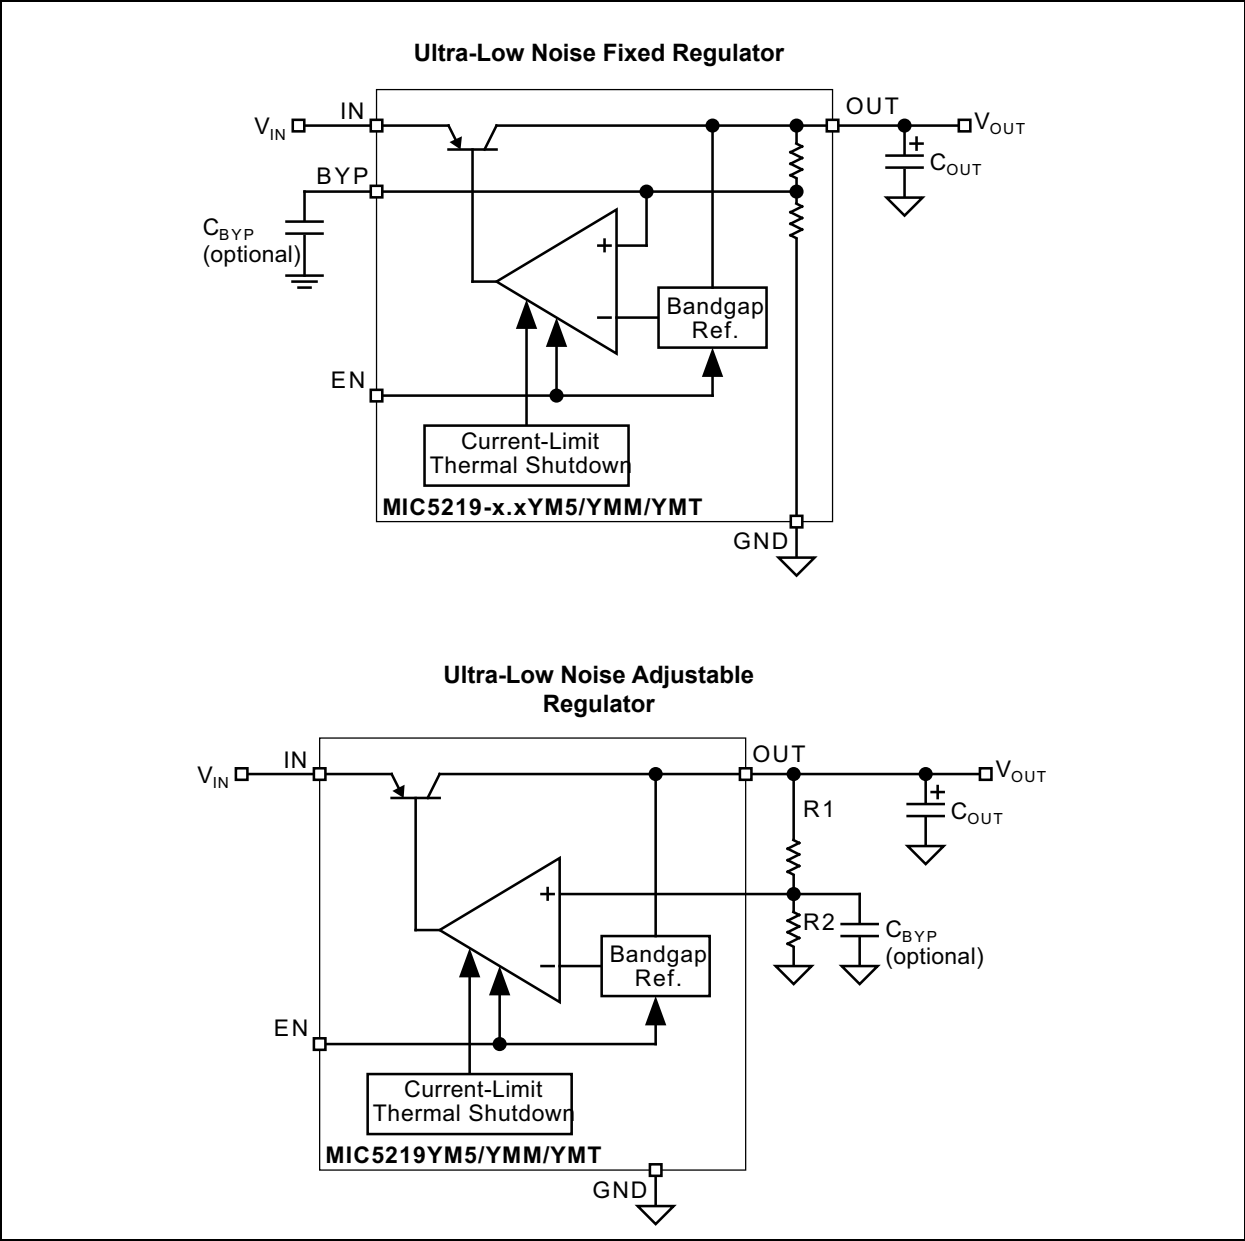 Ultra-Low Noise Fixed Regulator
IN
OUT
VIN
VOUT
+
COUT
BYP
CBYP
(optional)
+
–
Bandgap
Ref.
EN
Current-Limit
Thermal Shutdown
MIC5219-x.xYM5/YMM/YMT
GND
Ultra-Low Noise Adjustable
Regulator
IN
OUT
VIN
VOUT
R1
+
COUT
+
R2
CBYP
(optional)
–
Bandgap
Ref.
EN
Current-Limit
Thermal Shutdown
MIC5219YM5/YMM/YMT
GND